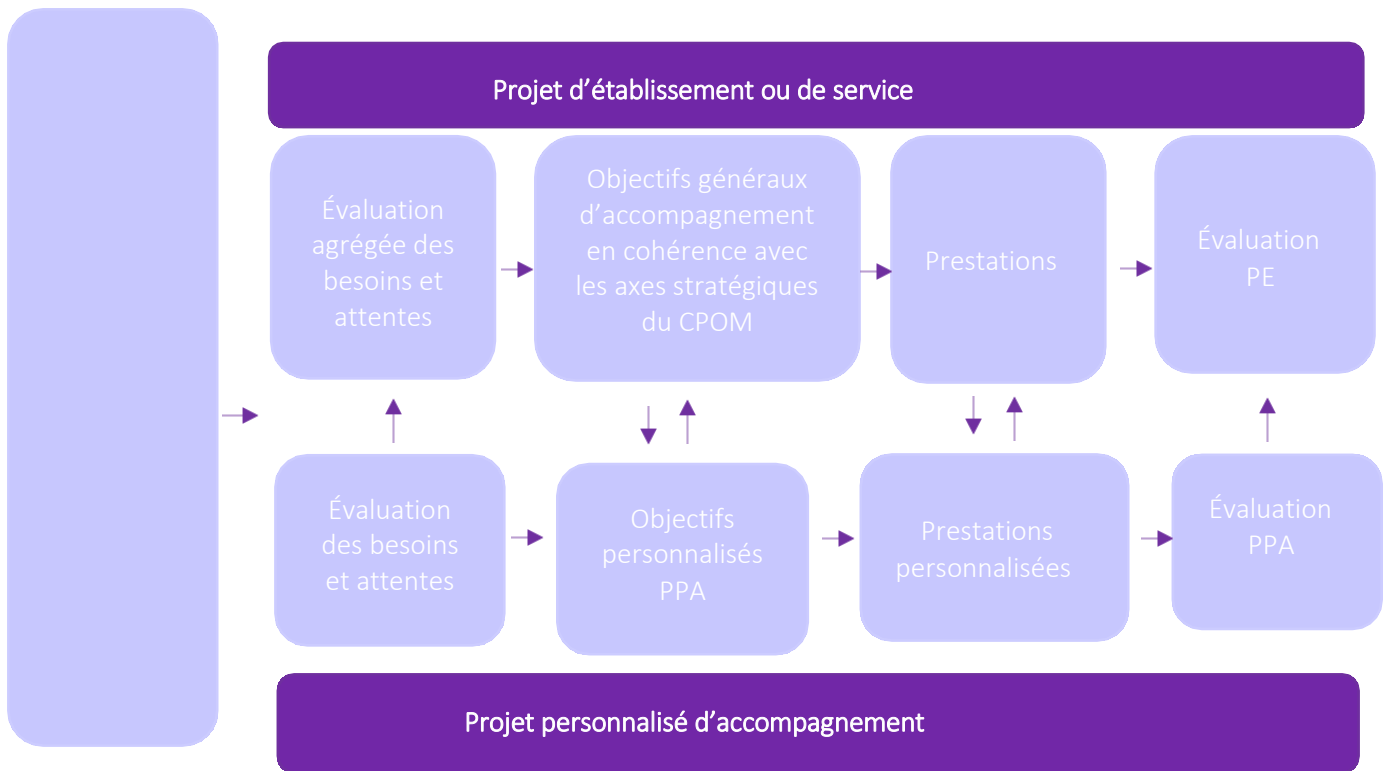 Projet d’établissement ou de service
Évaluation
agrégée des
besoins et
attentes
Objectifs généraux
d’accompagnement
en cohérence avec
les axes stratégiques
du CPOM
Prestations
Évaluation
PE
Évaluation
des besoins
et attentes
Objectifs
personnalisés
PPA
Prestations
personnalisées
Évaluation
PPA
Projet personnalisé d’accompagnement